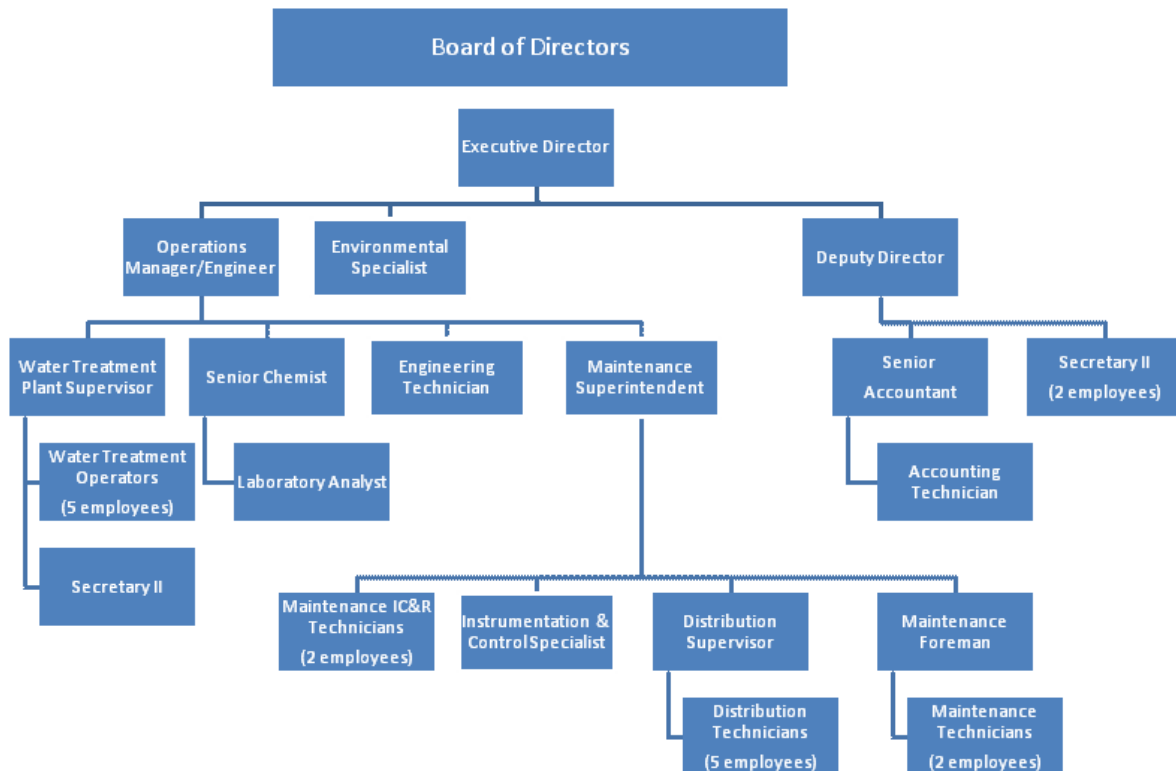 Board of Directors
Executive Director
Operations
Manager/Engineer
Environmental
Specialist
Deputy Director
Water Treatment
Plant Supervisor
Senior Chemist
Engineering
Technician
Maintenance
Superintendent
Senior
Accountant
Secretary II
(2 employees)
Water Treatment
Operators
(5 employees)
Laboratory Analyst
Accounting
Technician
Secretary II
Maintenance IC&R
Technicians
(2 employees)
Instrumentation &
Control Specialist
Distribution
Supervisor
Maintenance
Foreman
Distribution
Technicians
(5 employees)
Maintenance
Technicians
(2 employees)